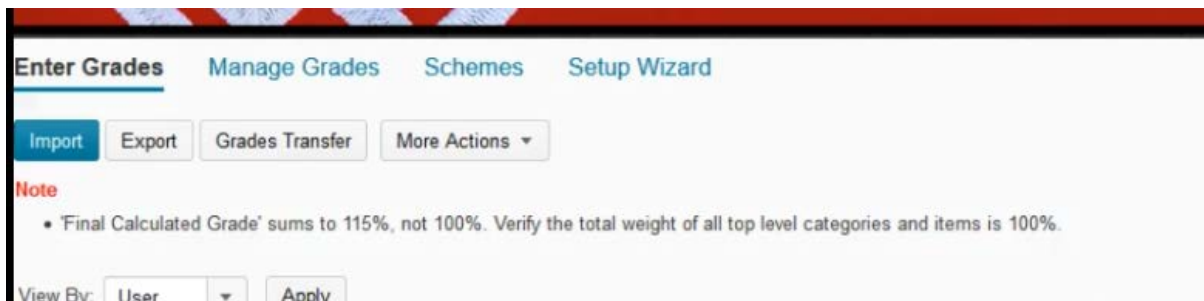 Enter Grades Manage Grades Schemes Setup Wizard
Import Export Grades Transfer More Actions
Note
• 'Final Calculated Grade' sums to 115%, not 100%. Verify the total weight of all top level categories and items is 100%.
View By: User Apply